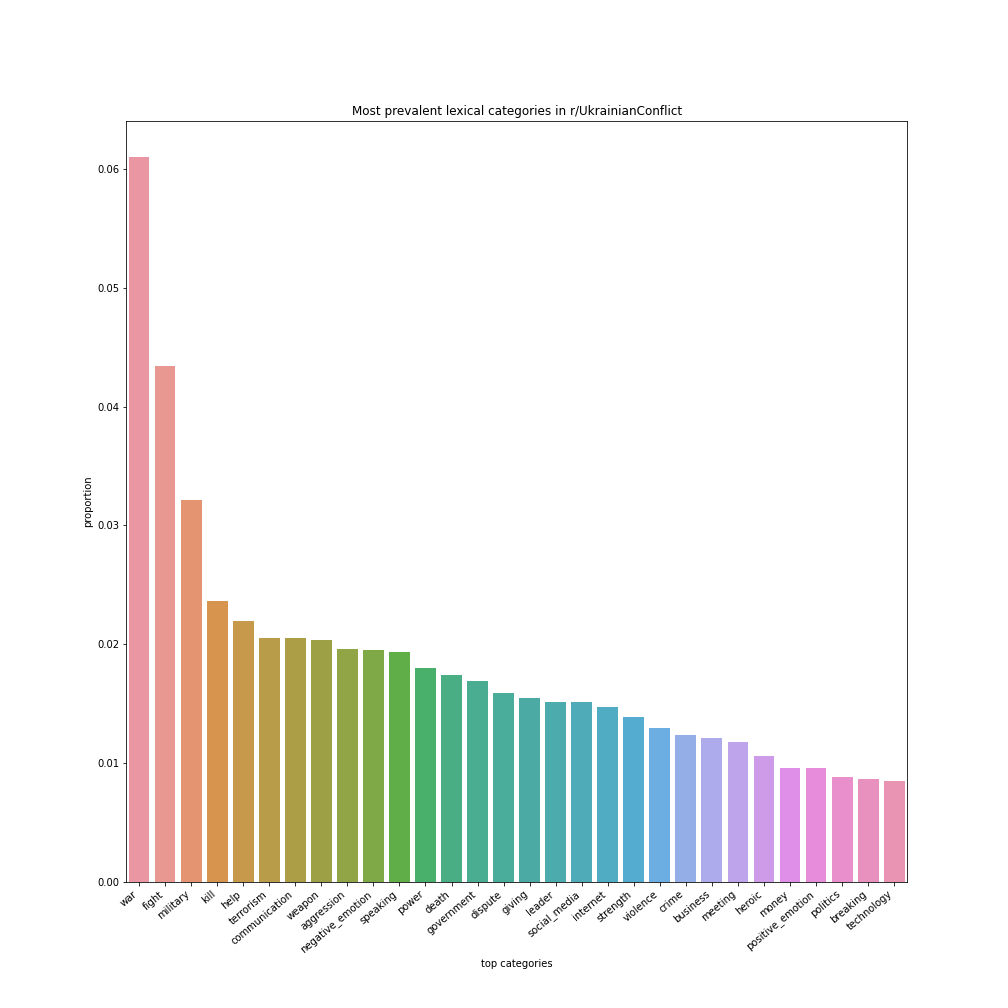 Most prevalent lexical categories in r/UkrainianConflict
0.06
0.05
0.04
0.03
0.02
0.01
0.00
proportion
war
fight
military
kill
help
terrorism
communication
weapon
aggression
negative_emotion
speaking
power
death
government
dispute
giving
leader
social_media
internet
strength
violence
crime
business
meeting
heroic
money
positive_emotion
politics
breaking
technology
top categories